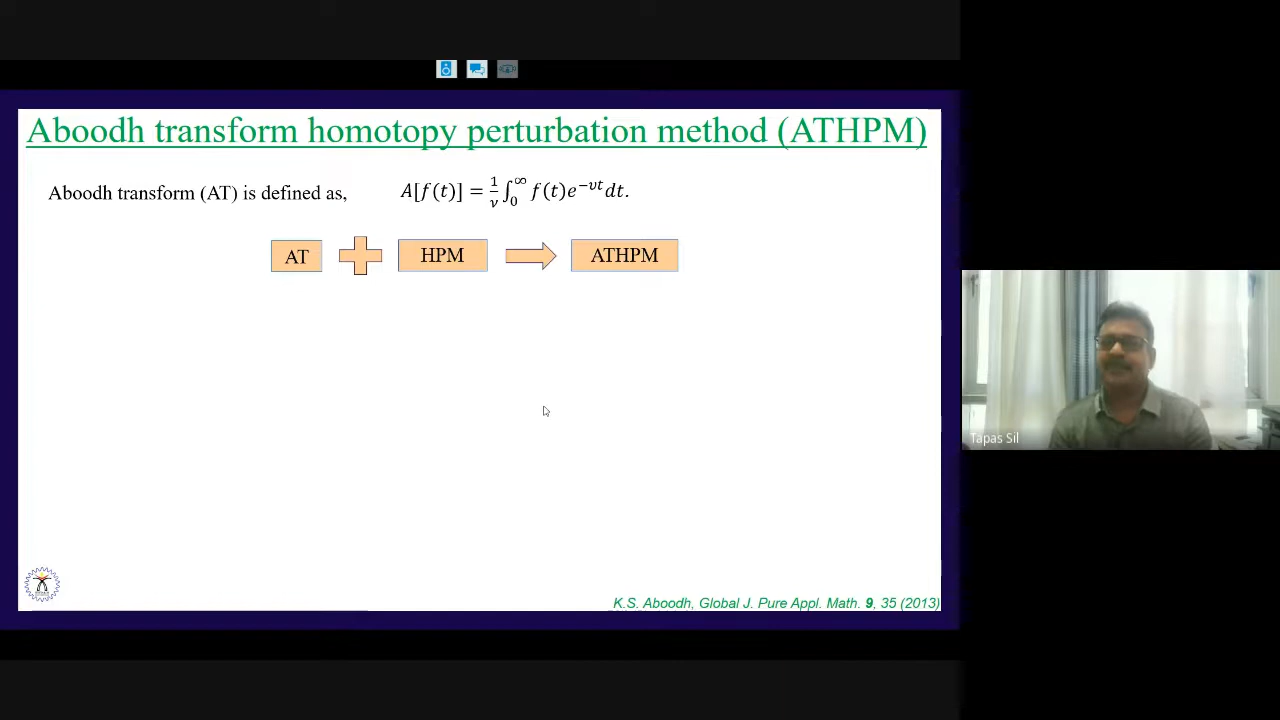 Aboodh transform homotopy perturbation method (ATHPM)
Aboodh transform (AT) is defined as, A[f(t)] = 1/ν ∫₀^∞ f(t)e^{−υt}dt.
AT HPM ATHPM
Tapas Sil
K.S. Aboodh, Global J. Pure Appl. Math. 9, 35 (2013)